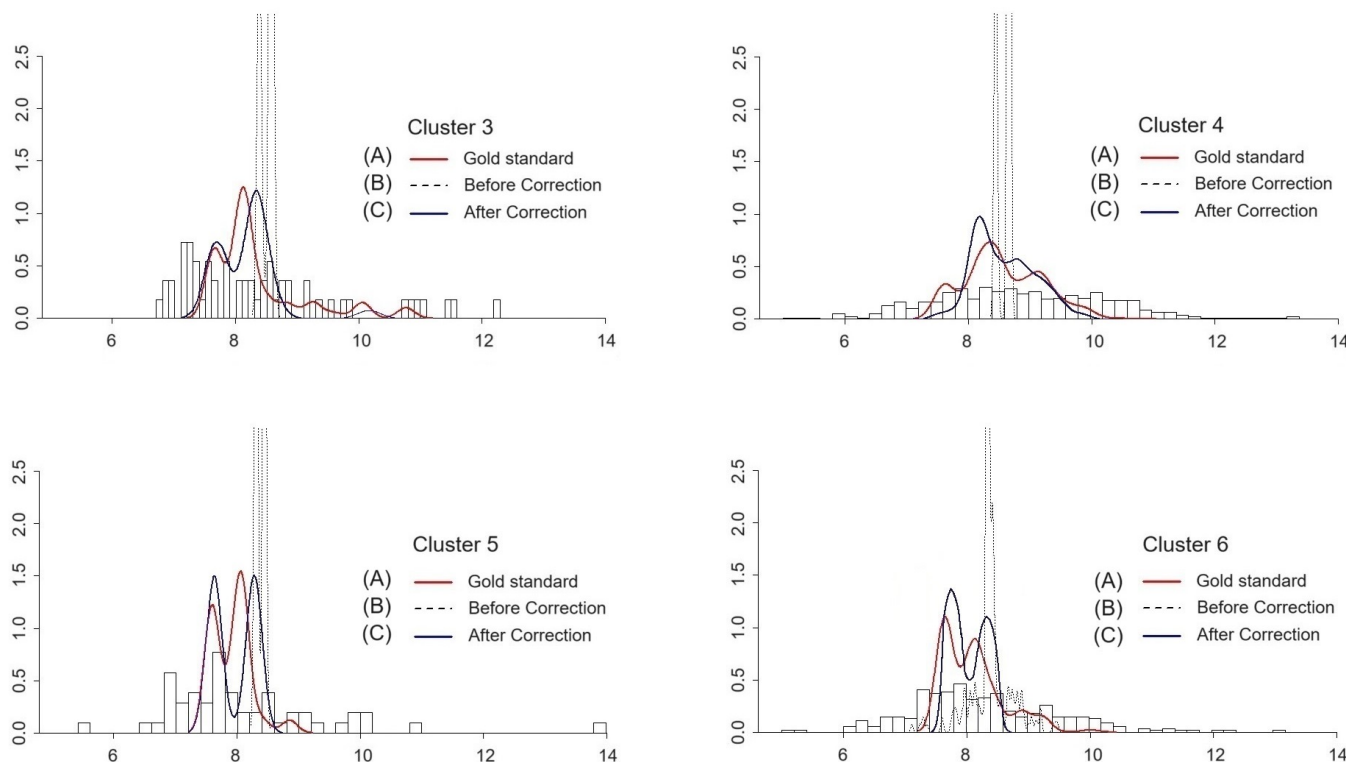 2.5
2.0
1.5
1.0
0.5
0.0
Cluster 3
(A) Gold standard
(B) Before Correction
(C) After Correction
6 8 10 12 14
2.5
2.0
1.5
1.0
0.5
0.0
Cluster 4
(A) Gold standard
(B) Before Correction
(C) After Correction
6 8 10 12 14
2.5
2.0
1.5
1.0
0.5
0.0
Cluster 5
(A) Gold standard
(B) Before Correction
(C) After Correction
6 8 10 12 14
2.5
2.0
1.5
1.0
0.5
0.0
Cluster 6
(A) Gold standard
(B) Before Correction
(C) After Correction
6 8 10 12 14